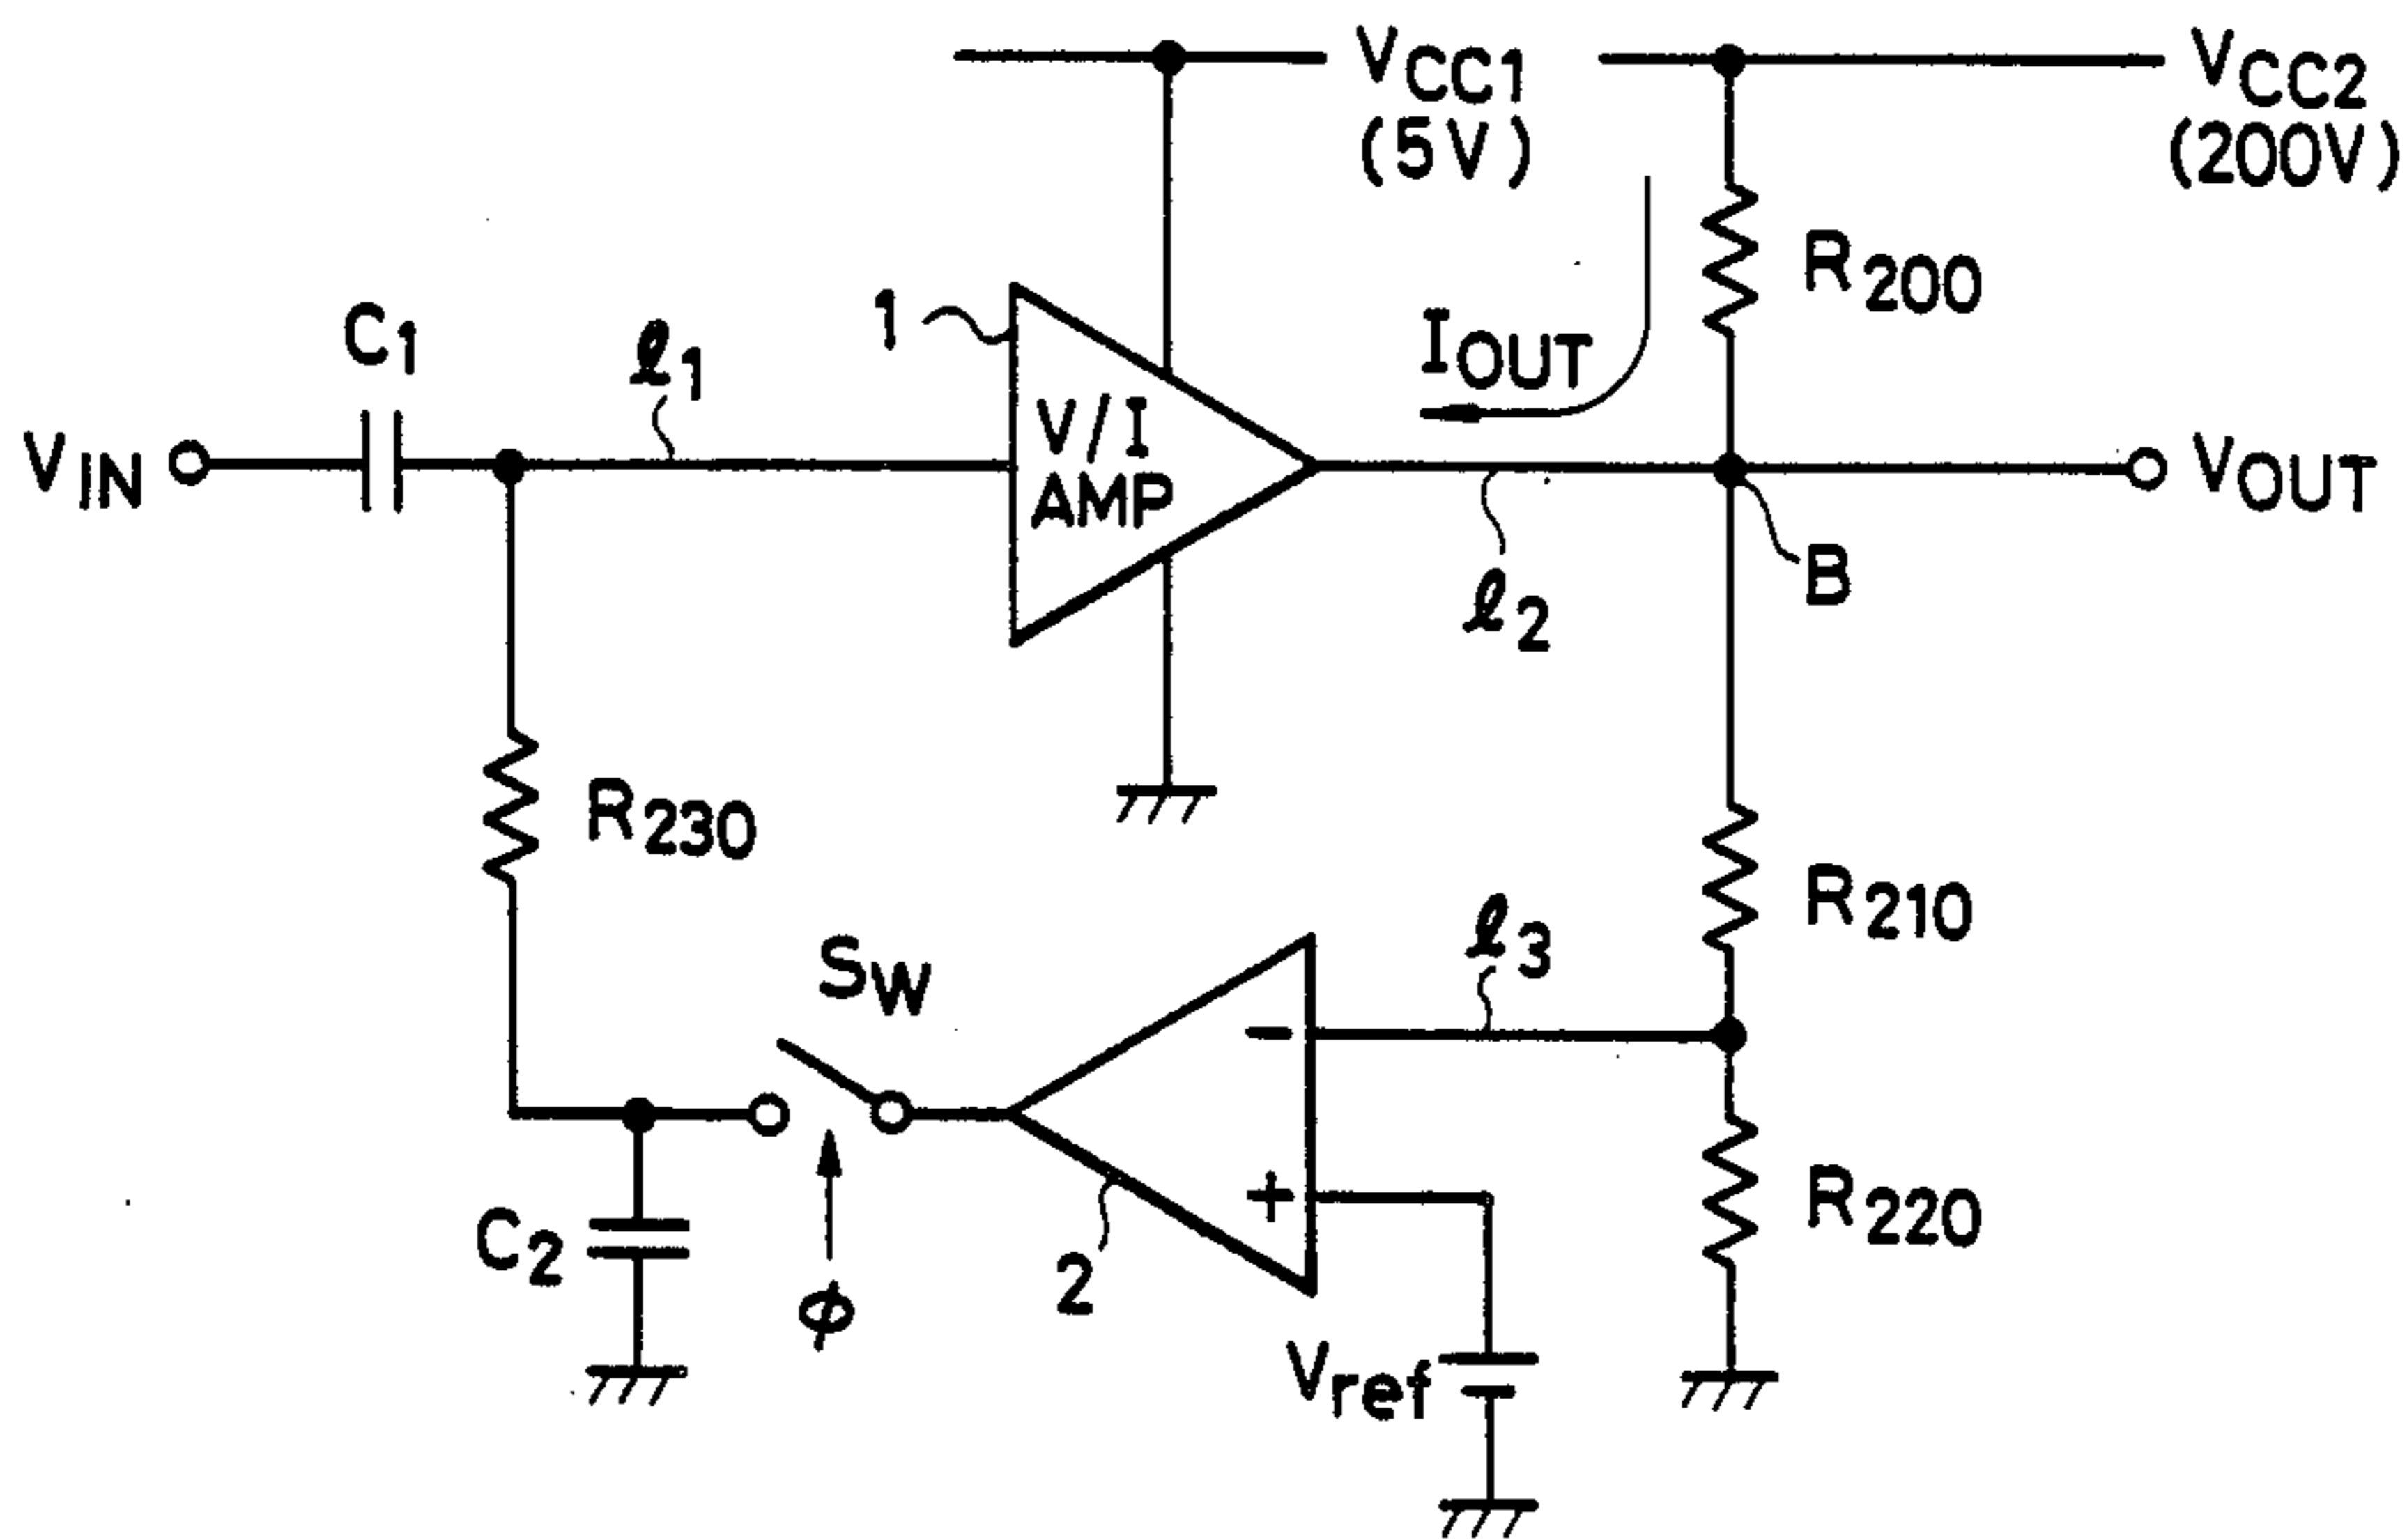 VCC1
(5V)
VCC2
(200V)
R200
C1
ℓ1
1
IOUT
VIN
V/I
AMP
VOUT
B
ℓ2
R230
R210
ℓ3
SW
−
+
R220
C2
2
φ
Vref